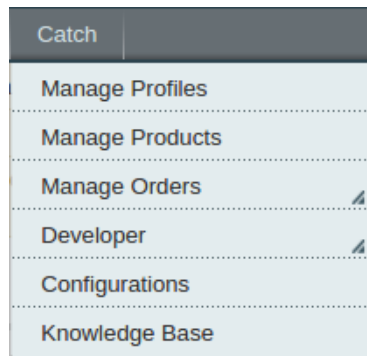 Catch
Manage Profiles
Manage Products
Manage Orders
Developer
Configurations
Knowledge Base